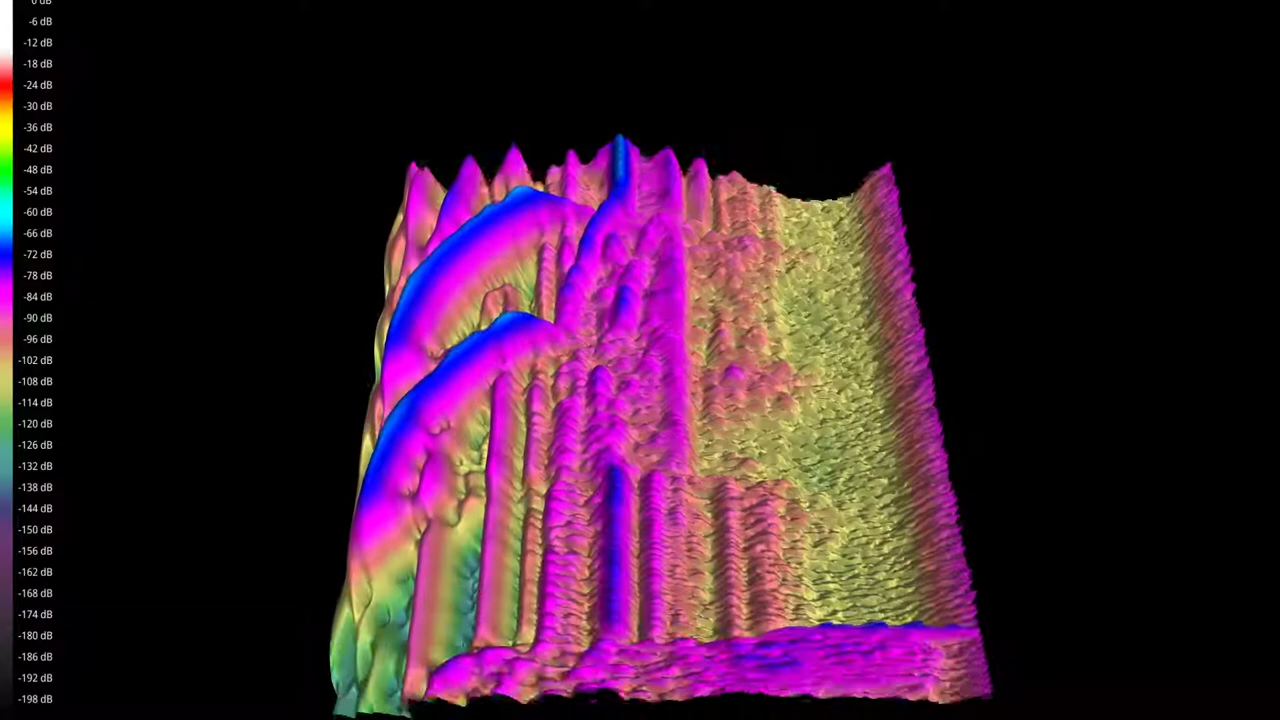 0 dB
-6 dB
-12 dB
-18 dB
-24 dB
-30 dB
-36 dB
-42 dB
-48 dB
-54 dB
-60 dB
-66 dB
-72 dB
-78 dB
-84 dB
-90 dB
-96 dB
-102 dB
-108 dB
-114 dB
-120 dB
-126 dB
-132 dB
-138 dB
-144 dB
-150 dB
-156 dB
-162 dB
-168 dB
-174 dB
-180 dB
-186 dB
-192 dB
-198 dB